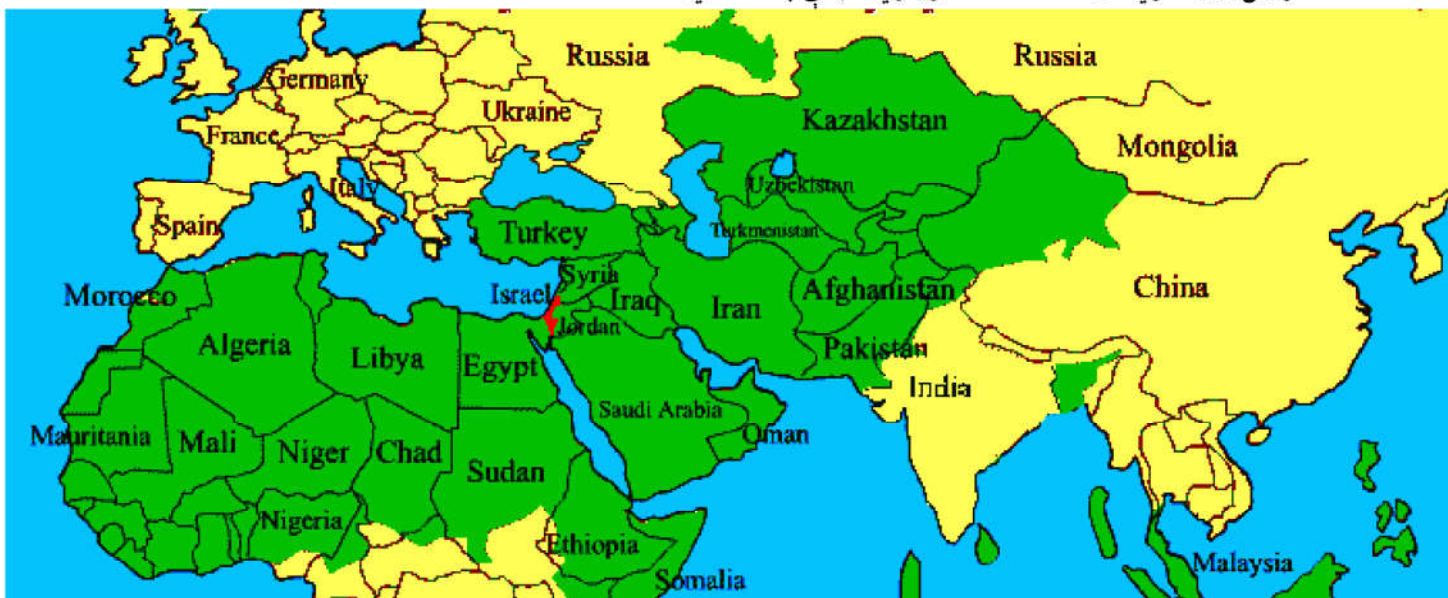 Russia
Russia
Germany
Ukraine
Kazakhstan
France
Mongolia
Italy
Uzbekistan
Spain
Turkey
Turkmenistan
Syria
Morocco
Israel
Iraq
Iran
Afghanistan
China
Jordan
Algeria
Libya
Egypt
Pakistan
India
Saudi Arabia
Mauritania
Mali
Niger
Chad
Oman
Sudan
Nigeria
Ethiopia
Malaysia
Somalia